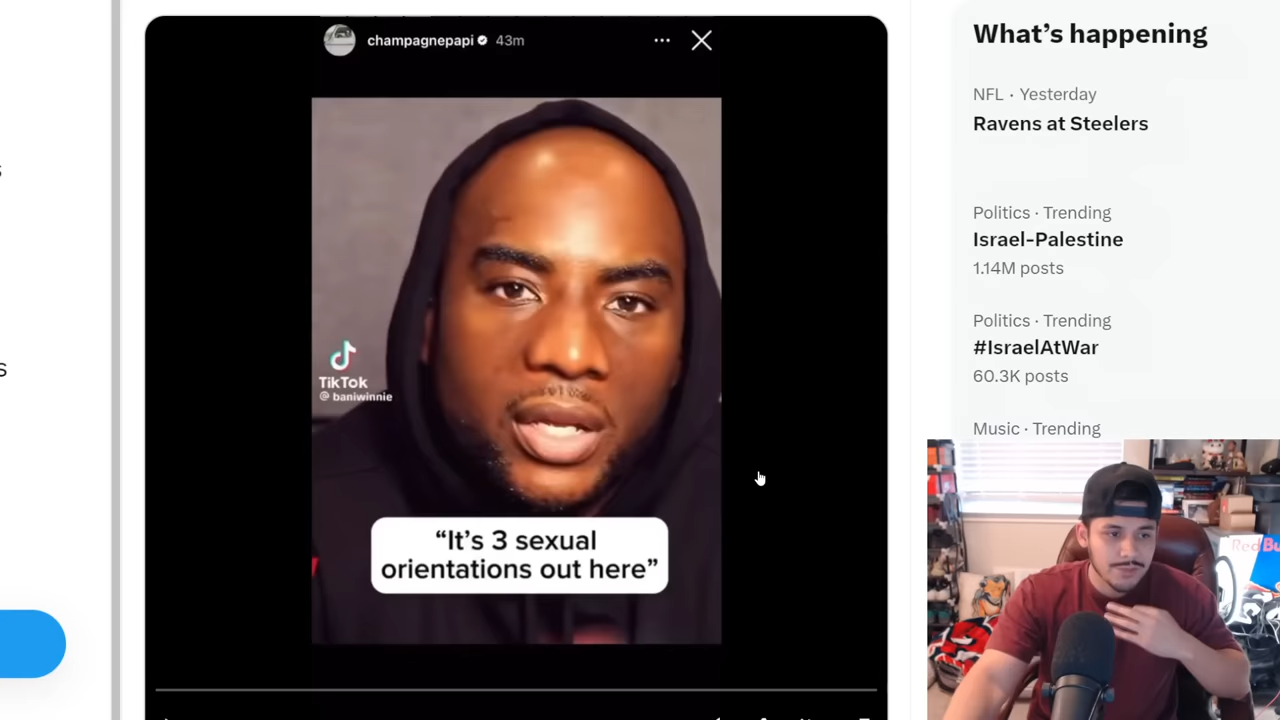 champagnepapi 43m
TikTok
@ baniwinnie
“It’s 3 sexual
orientations out here”
What’s happening
NFL · Yesterday
Ravens at Steelers
Politics · Trending
Israel-Palestine
1.14M posts
Politics · Trending
#IsraelAtWar
60.3K posts
Music · Trending